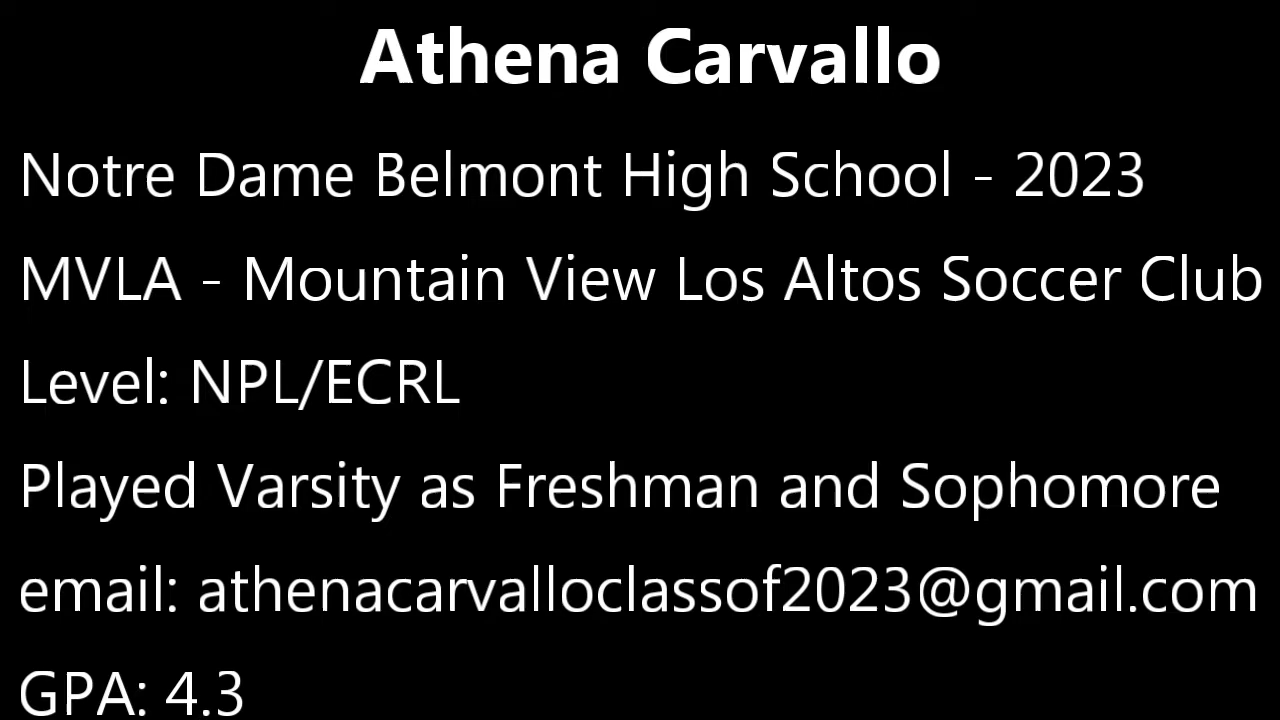 Athena Carvallo
Notre Dame Belmont High School - 2023
MVLA - Mountain View Los Altos Soccer Club
Level: NPL/ECRL
Played Varsity as Freshman and Sophomore
email: athenacarvalloclassof2023@gmail.com
GPA: 4.3